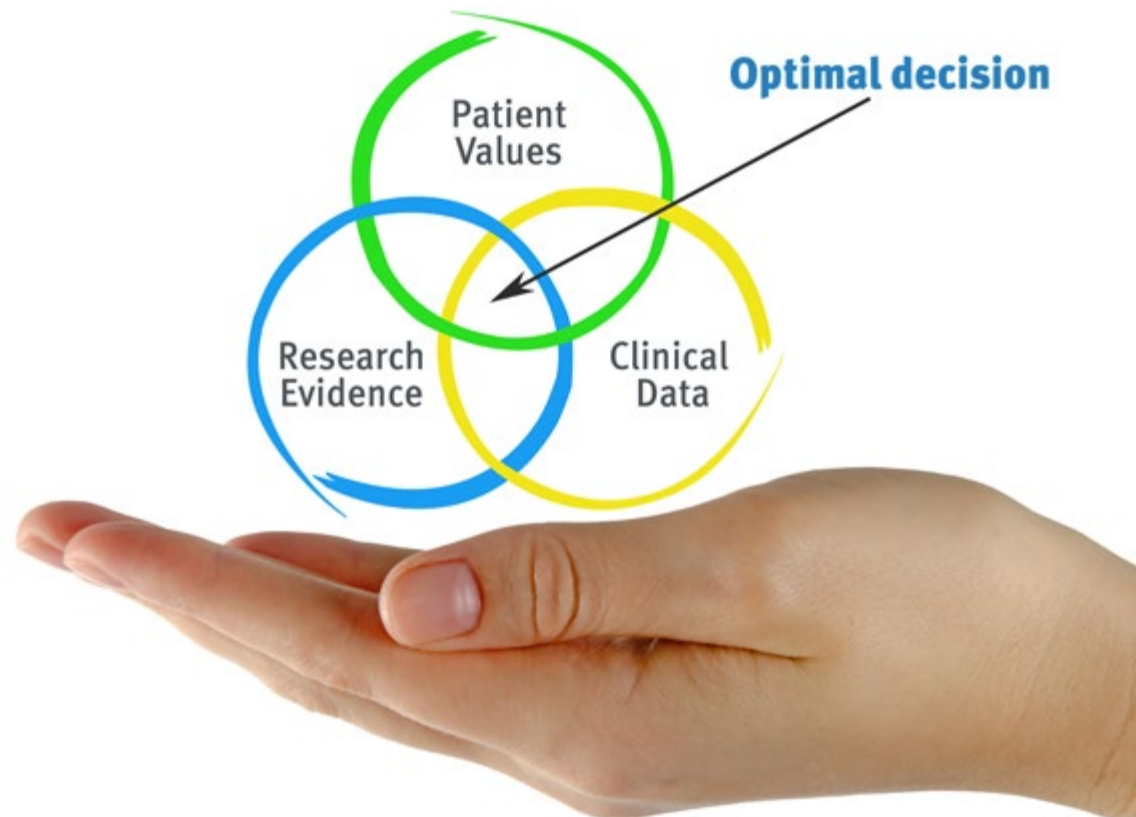 Optimal decision
Patient
Values
Research
Evidence
Clinical
Data